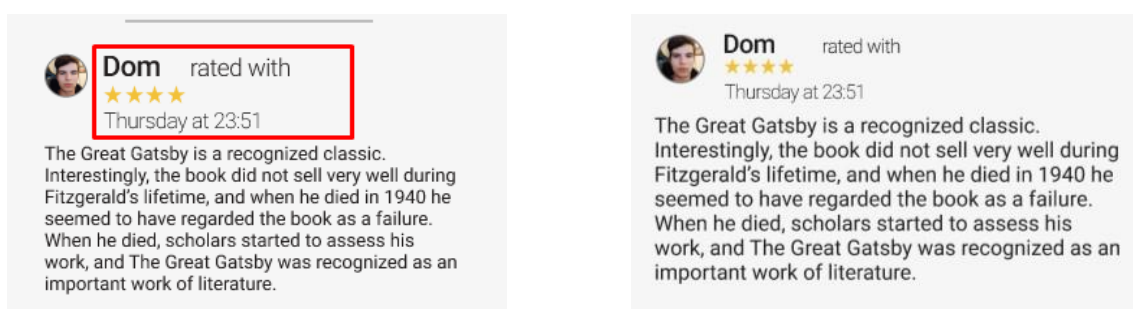 Dom rated with
Thursday at 23:51
The Great Gatsby is a recognized classic.
Interestingly, the book did not sell very well during
Fitzgerald's lifetime, and when he died in 1940 he
seemed to have regarded the book as a failure.
When he died, scholars started to assess his
work, and The Great Gatsby was recognized as an
important work of literature.
Dom rated with
Thursday at 23:51
The Great Gatsby is a recognized classic.
Interestingly, the book did not sell very well during
Fitzgerald's lifetime, and when he died in 1940 he
seemed to have regarded the book as a failure.
When he died, scholars started to assess his
work, and The Great Gatsby was recognized as an
important work of literature.